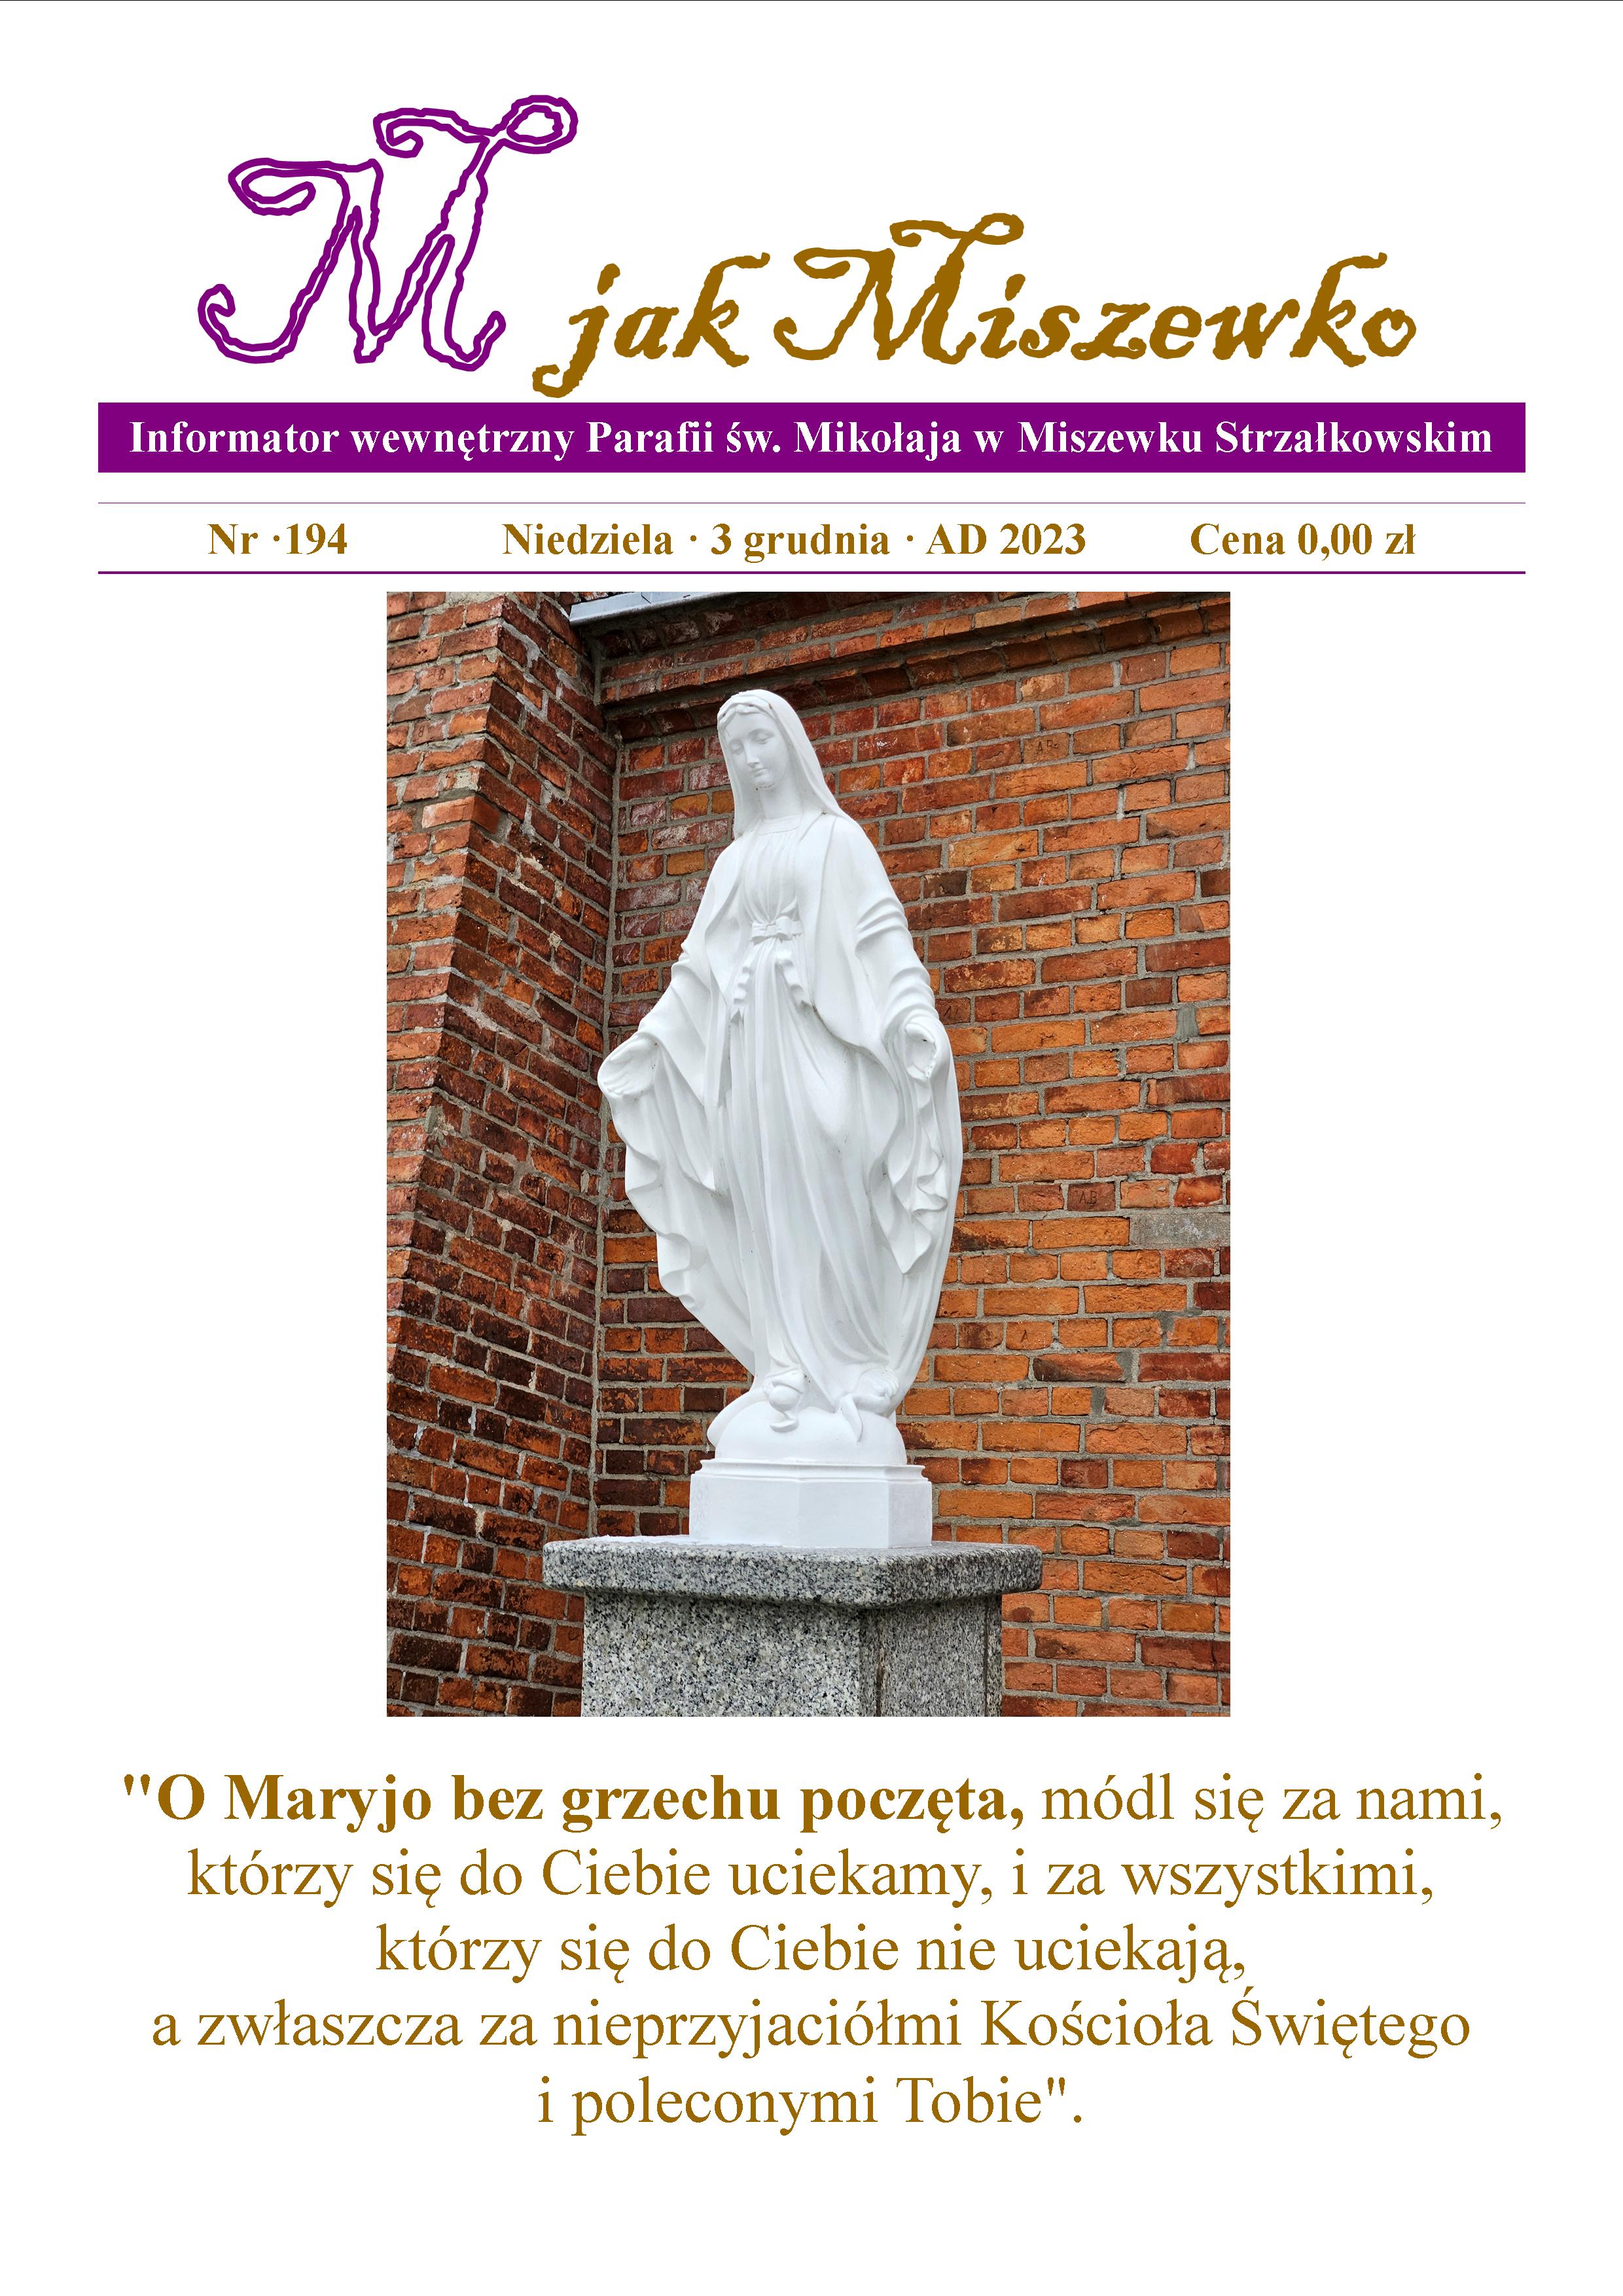 M jak Miszewko
Informator wewnętrzny Parafii św. Mikołaja w Miszewku Strzałkowskim
Nr ·194 Niedziela · 3 grudnia · AD 2023 Cena 0,00 zł
"O Maryjo bez grzechu poczęta, módl się za nami,
którzy się do Ciebie uciekamy, i za wszystkimi,
którzy się do Ciebie nie uciekają,
a zwłaszcza za nieprzyjaciółmi Kościoła Świętego
i poleconymi Tobie".